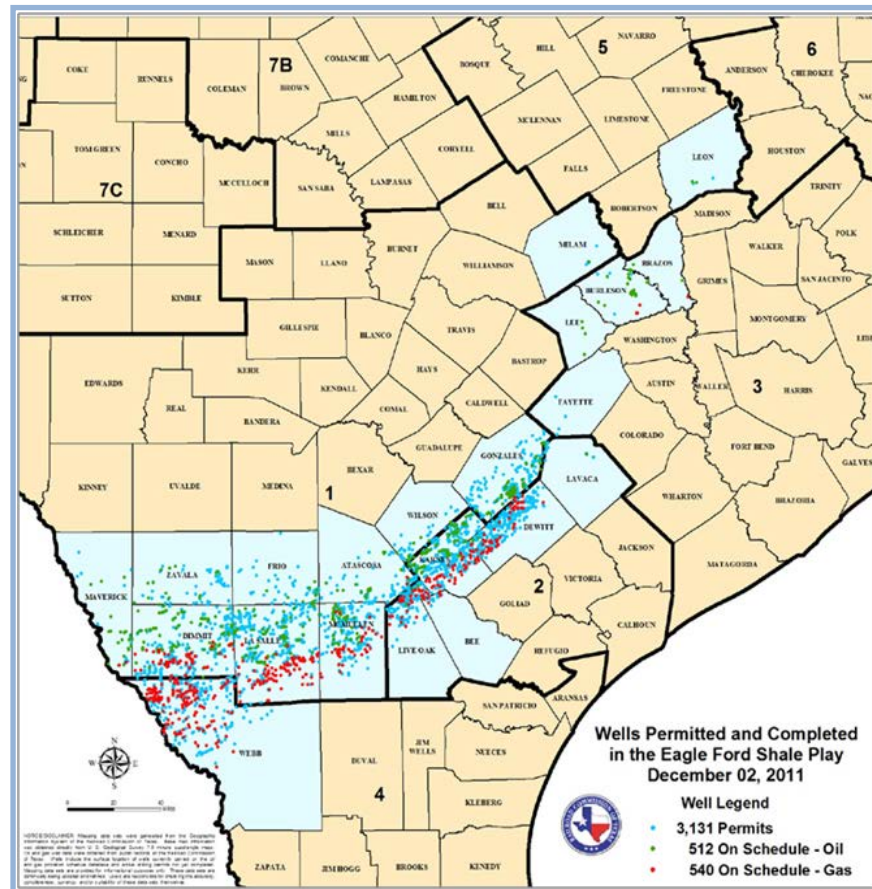 COKE
RENNELS
COLEMAN
7B
BROWN
COMANCHE
HAMILTON
BOSQUE
HILL
5
NAVARRO
FREESTONE
ANDERSON
6
CHEROKEE
TOM GREEN
CONCHO
7C
MCCULLOCH
SAN SABA
MILLS
LAMPASAS
CORYELL
MCLENNAN
LIMESTONE
FALLS
LEON
HOUSTON
ROBERTSON
MADISON
TRINITY
POLK
SCHLEICHER
MENARD
MASON
LLANO
BURNET
BELL
WILLIAMSON
MILAM
BRAZOS
BURLESON
GRIMES
WALKER
SAN JACINTO
SUTTON
KIMBLE
GILLESPIE
BLANCO
TRAVIS
BASTROP
LEE
WASHINGTON
MONTGOMERY
EDWARDS
REAL
KERR
BANDERA
KENDALL
HAYS
COMAL
CALDWELL
FAYETTE
AUSTIN
WALLER
3
HARRIS
KINNEY
UVALDE
MEDINA
BEXAR
1
GUADALUPE
GONZALES
LAVACA
COLORADO
FORT BEND
WHARTON
BRAZORIA
MATAGORDA
MAVERICK
ZAVALA
FRIO
ATASCOSA
WILSON
DEWITT
JACKSON
VICTORIA
2
GOLIAD
CALHOUN
DIMMIT
LA SALLE
LIVE OAK
BEE
REFUGIO
ARANSAS
SAN PATRICIO
WEBB
DUVAL
JIM
WELLS
NUECES
4
KLEBERG
ZAPATA
JIM HOGG
BROOKS
KENEDY
N
W
E
S
Wells Permitted and Completed
in the Eagle Ford Shale Play
December 02, 2011
Well Legend
3,131 Permits
512 On Schedule - Oil
540 On Schedule - Gas